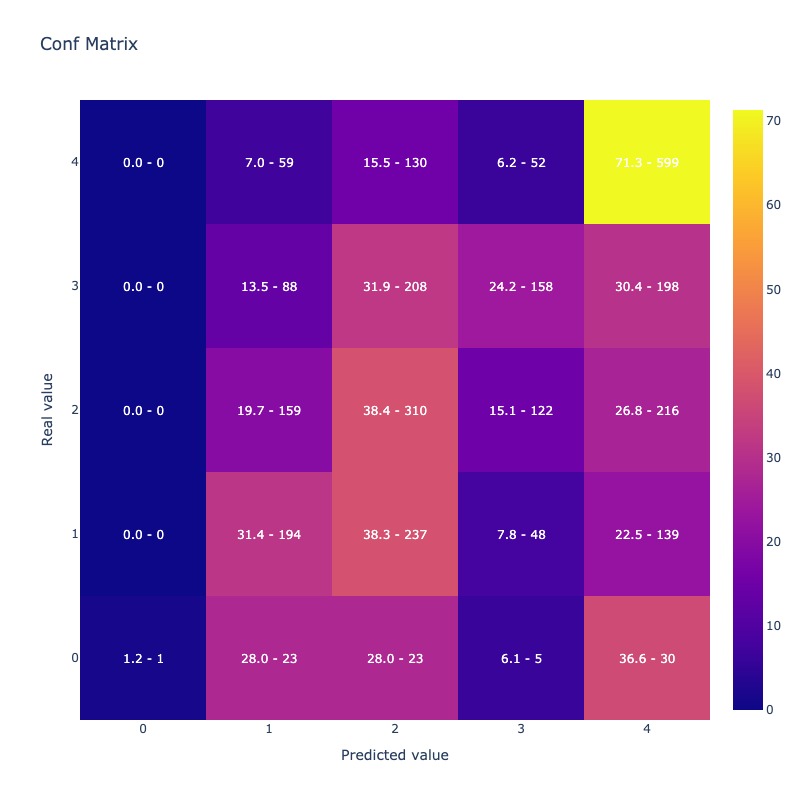 Conf Matrix
70
4
0.0 - 0
7.0 - 59
15.5 - 130
6.2 - 52
71.3 - 599
60
3
0.0 - 0
13.5 - 88
31.9 - 208
24.2 - 158
30.4 - 198
50
40
Real value
2
0.0 - 0
19.7 - 159
38.4 - 310
15.1 - 122
26.8 - 216
30
1
0.0 - 0
31.4 - 194
38.3 - 237
7.8 - 48
22.5 - 139
20
10
0
1.2 - 1
28.0 - 23
28.0 - 23
6.1 - 5
36.6 - 30
0
0
1
2
3
4
Predicted value